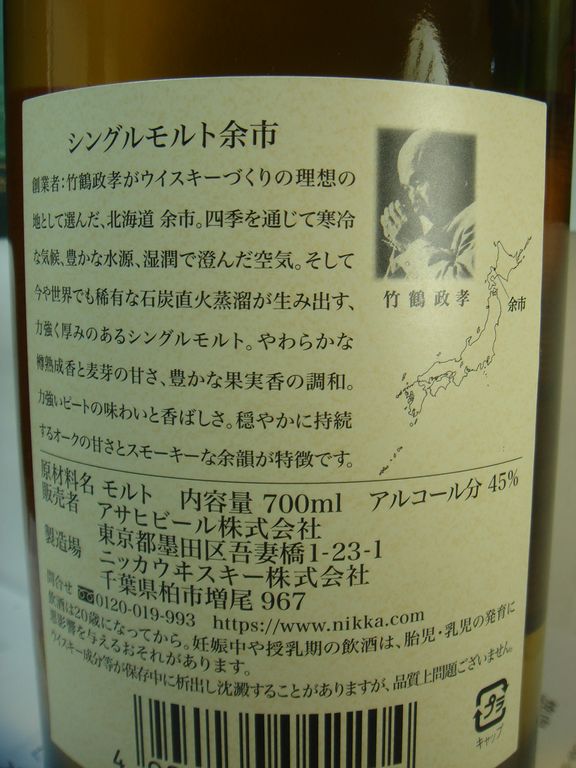 シングルモルト余市
創業者:竹鶴政孝がウイスキーづくりの理想の
地として選んだ、北海道 余市。四季を通じて寒冷
な気候、豊かな水源、湿潤で澄んだ空気。そして
今や世界でも稀有な石炭直火蒸溜が生み出す、
力強く厚みのあるシングルモルト。やわらかな
樽熟成香と麦芽の甘さ、豊かな果実香の調和。
力強いピートの味わいと香ばしさ。穏やかに持続
するオークの甘さとスモーキーな余韻が特徴です。
竹鶴政孝
余市
原材料名 モルト 内容量 700ml アルコール分 45%
販売者 アサヒビール株式会社
東京都墨田区吾妻橋1-23-1
製造場 ニッカウヰスキー株式会社
千葉県柏市増尾 967
問合せ 0120-019-993 https://www.nikka.com
飲酒は20歳になってから。妊娠中や授乳期の飲酒は、胎児・乳児の発育に
悪影響を与えるおそれがあります。
ウイスキー成分等が保存中に析出し沈澱することがありますが、品質上問題ございません。
プラ
キャップ
4